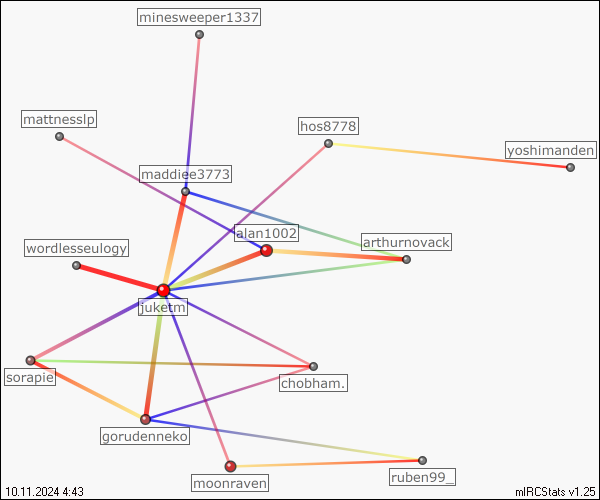 minesweeper1337
mattnesslp
hos8778
yoshimanden
maddiee3773
alan1002
arthurnovack
wordlesseulogy
juketm
sorapie
chobham.
gorudenneko
moonraven
ruben99_
10.11.2024 4:43
mIRCStats v1.25